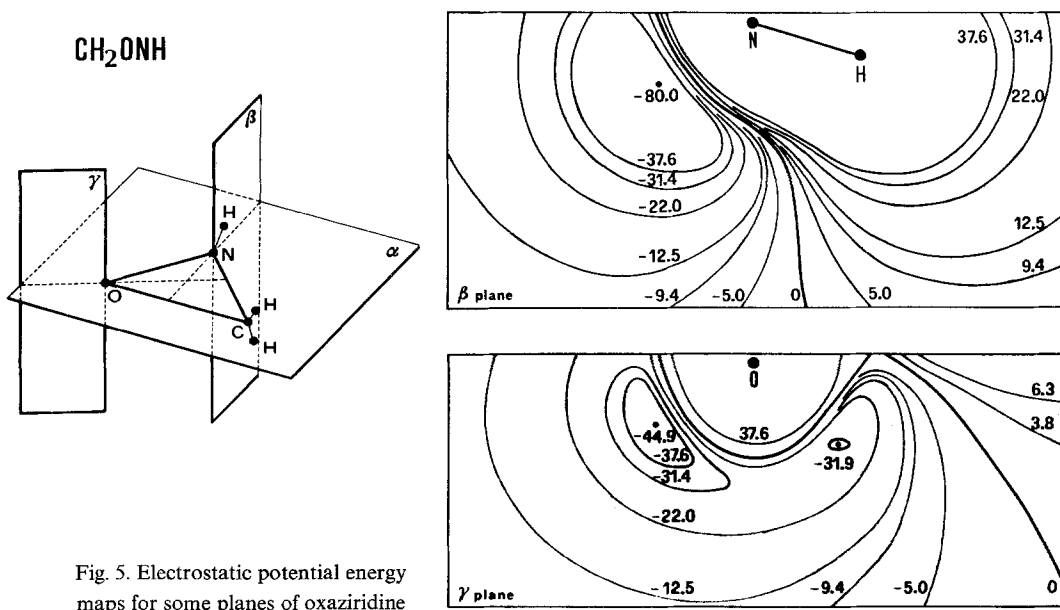 CH₂ONH
β
γ
H
N
α
O
H
C
H
N
H
37.6
31.4
22.0
-80.0
-37.6
-31.4
-22.0
-12.5
-9.4
-5.0
0
5.0
12.5
9.4
β plane
O
6.3
3.8
37.6
-44.9
-37.6
-31.4
-31.9
-22.0
-12.5
-9.4
-5.0
0
γ plane
Fig. 5. Electrostatic potential energy
maps for some planes of oxaziridine